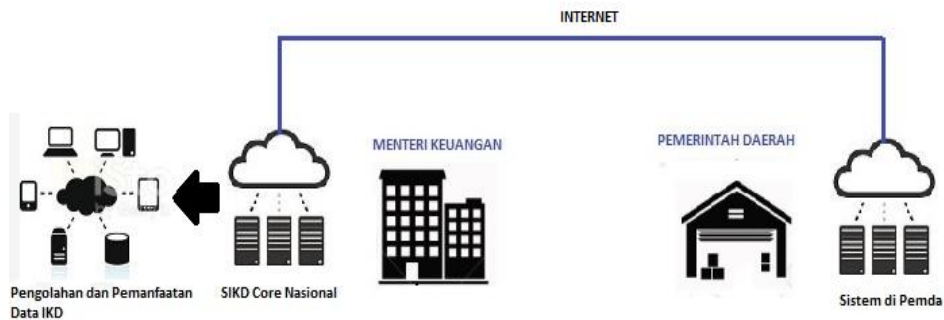 INTERNET
MENTERI KEUANGAN
PEMERINTAH DAERAH
Pengolahan dan Pemanfaatan
Data IKD
SIKD Core Nasional
Sistem di Pemda